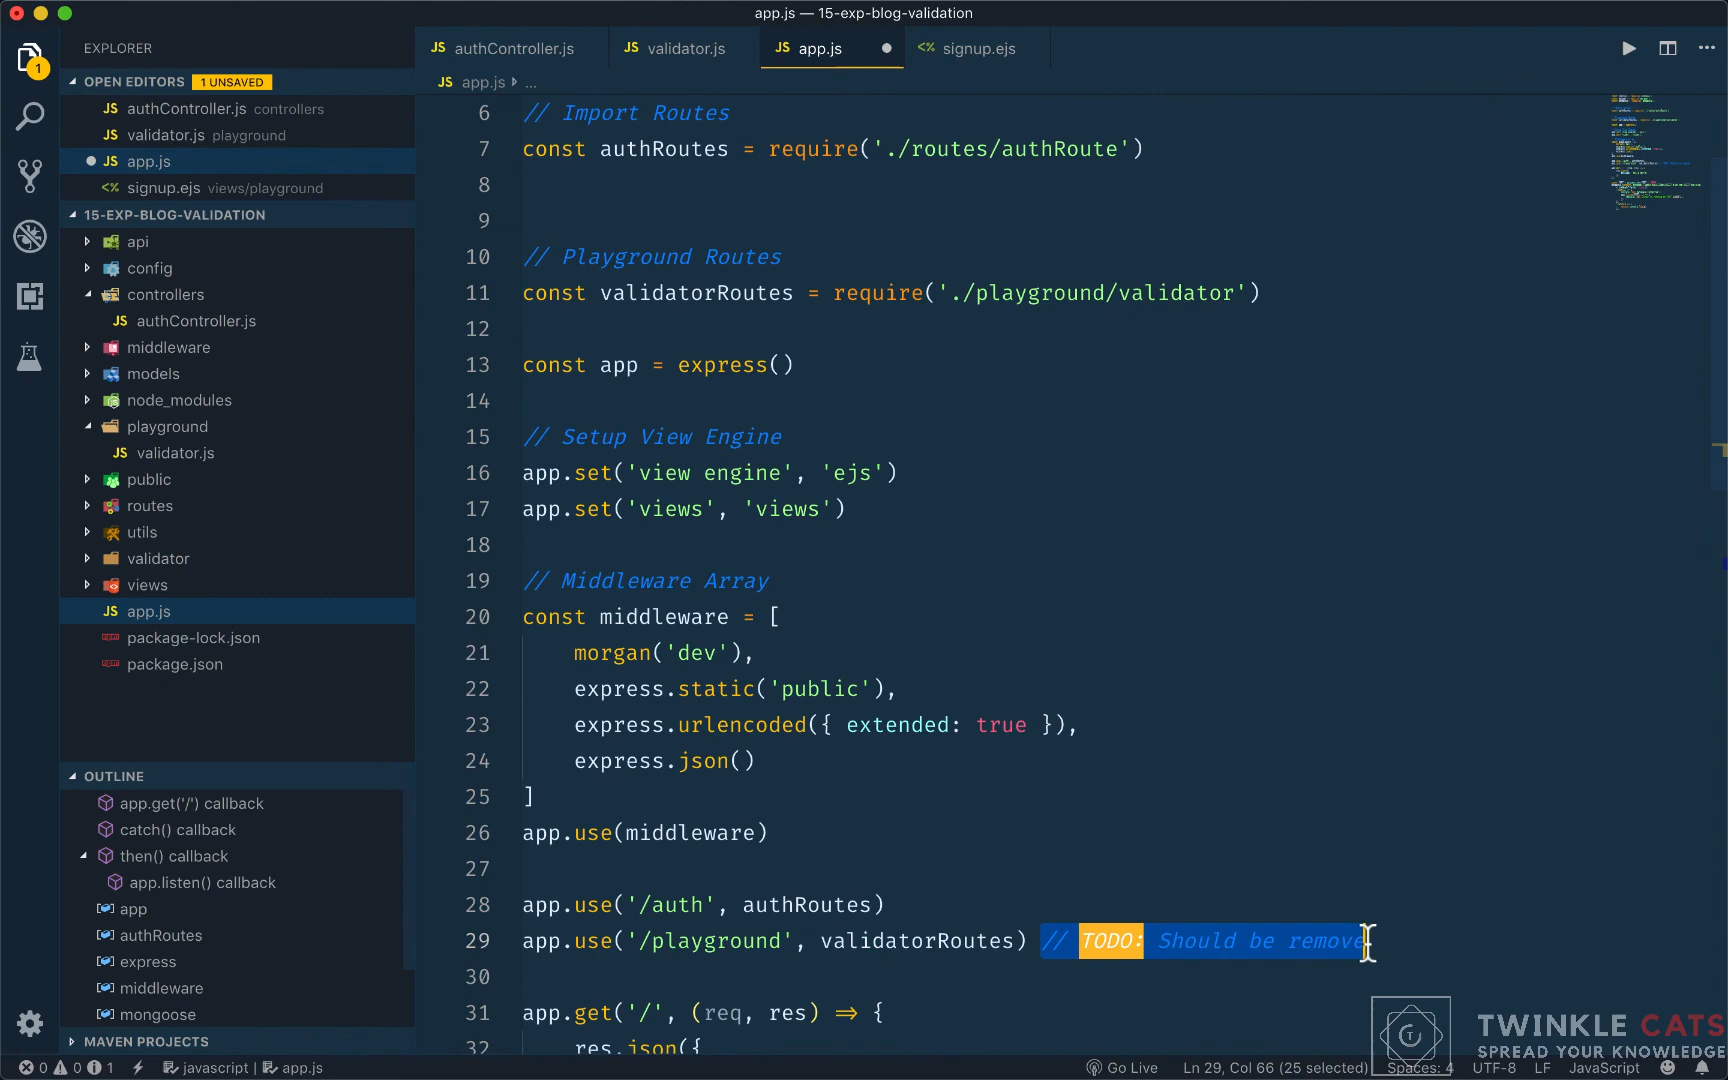 app.js — 15-exp-blog-validation
EXPLORER
OPEN EDITORS 1 UNSAVED
JS authController.js controllers
JS validator.js playground
JS app.js
<% signup.ejs views/playground
15-EXP-BLOG-VALIDATION
api
config
controllers
JS authController.js
middleware
models
node_modules
playground
JS validator.js
public
routes
utils
validator
views
JS app.js
package-lock.json
package.json
OUTLINE
app.get('/') callback
catch() callback
then() callback
app.listen() callback
app
authRoutes
express
middleware
mongoose
MAVEN PROJECTS
1
JS authController.js JS validator.js JS app.js <% signup.ejs
JS app.js ...
6 // Import Routes
7 const authRoutes = require('./routes/authRoute')
8
9
10 // Playground Routes
11 const validatorRoutes = require('./playground/validator')
12
13 const app = express()
14
15 // Setup View Engine
16 app.set('view engine', 'ejs')
17 app.set('views', 'views')
18
19 // Middleware Array
20 const middleware = [
21 morgan('dev'),
22 express.static('public'),
23 express.urlencoded({ extended: true }),
24 express.json()
25 ]
26 app.use(middleware)
27
28 app.use('/auth', authRoutes)
29 app.use('/playground', validatorRoutes) // TODO: Should be remove
30
31 app.get('/', (req, res) => {
32 res.json({
TWINKLE CATS
SPREAD YOUR KNOWLEDGE
0 0 1 javascript | app.js Go Live Ln 29, Col 66 (25 selected) Spaces: 4 UTF-8 LF JavaScript